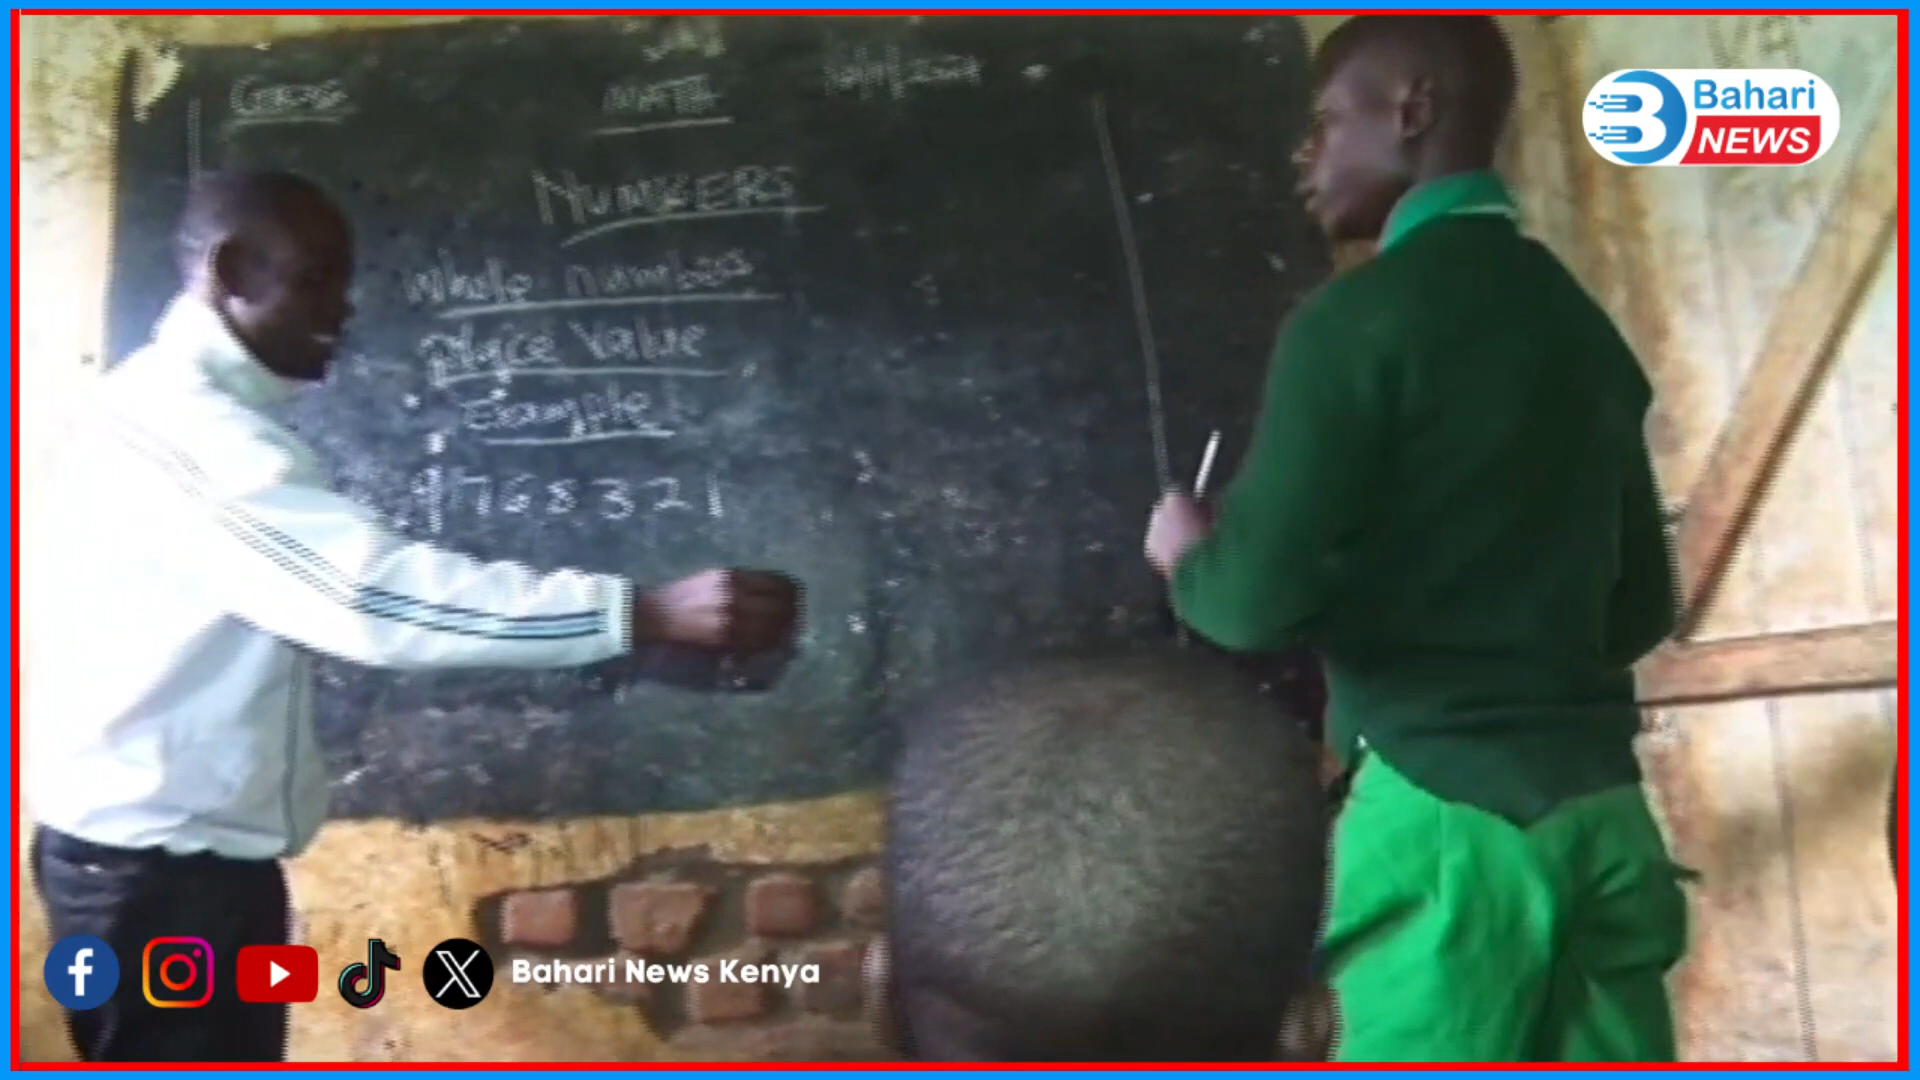 MATH
NUMBERS
Whole numbers
Place Value
Example
9768321
Bahari
NEWS
Bahari News Kenya